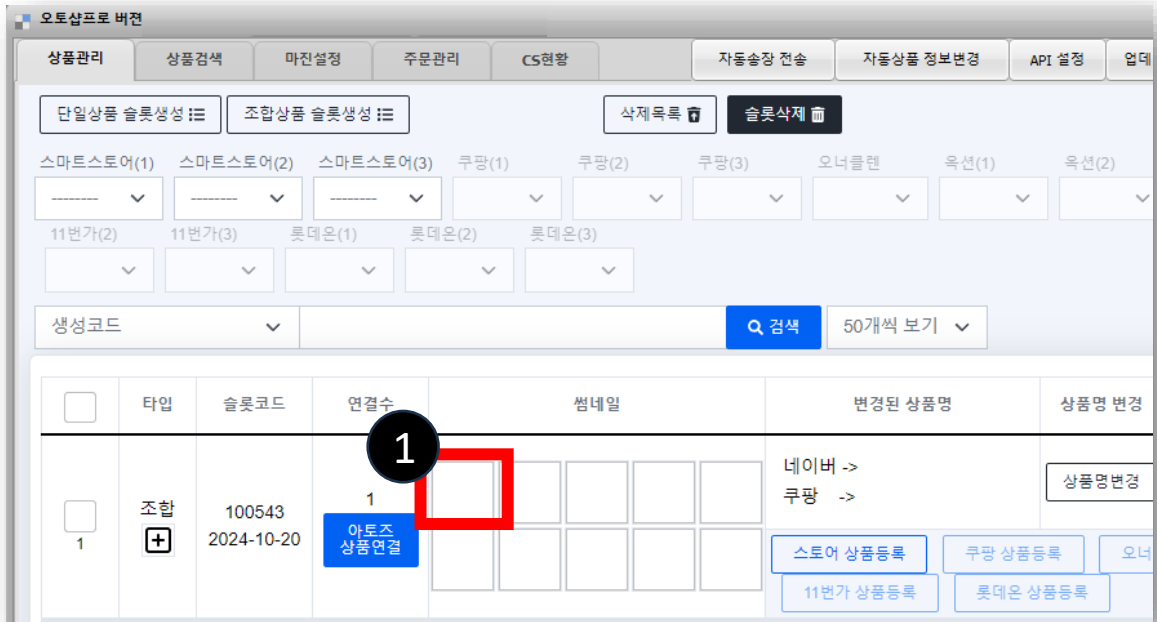 오토샵프로 버젼
상품관리 상품검색 마진설정 주문관리 CS현황 자동송장 전송 자동상품 정보변경 API 설정 업데
단일상품 슬롯생성 조합상품 슬롯생성 삭제목록 슬롯삭제
스마트스토어(1) 스마트스토어(2) 스마트스토어(3) 쿠팡(1) 쿠팡(2) 쿠팡(3) 오너클렌 옥션(1) 옥션(2)
-------- -------- --------
11번가(2) 11번가(3) 롯데온(1) 롯데온(2) 롯데온(3)
생성코드 검색 50개씩 보기
타입 슬롯코드 연결수 썸네일 변경된 상품명 상품명 변경
1
1 조합 100543 2024-10-20 1 아토즈 상품연결
네이버 ->
쿠팡 ->
상품명변경
스토어 상품등록 쿠팡 상품등록 오너
11번가 상품등록 롯데온 상품등록